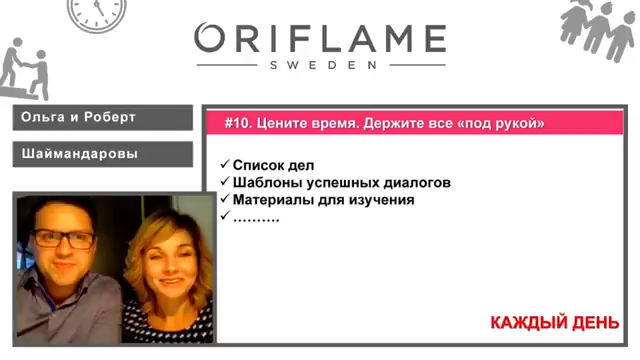 ORIFLAME
SWEDEN
Ольга и Роберт
Шаймандаровы
#10. Цените время. Держите все «под рукой»
Список дел
Шаблоны успешных диалогов
Материалы для изучения
……….
КАЖДЫЙ ДЕНЬ